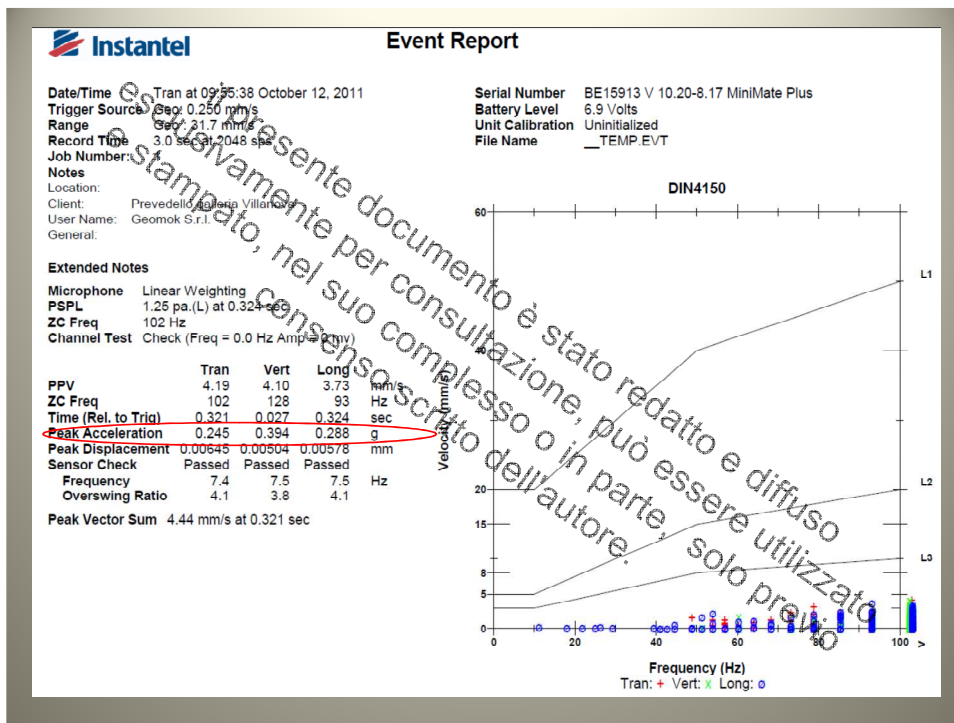 Instantel
Event Report
Date/Time Tran at 09:55:38 October 12, 2011
Trigger Source Geo: 0.250 mm/s
Range Geo: 31.7 mm/s
Record Time 3.0 sec at 2048 sps
Job Number:
Notes
Location:
Client: Prevedello galleria Villanova
User Name: Geomok S.r.l.
General:
Serial Number BE15913 V 10.20-8.17 MiniMate Plus
Battery Level 6.9 Volts
Unit Calibration Uninitialized
File Name __TEMP.EVT
Extended Notes
Microphone Linear Weighting
PSPL 1.25 pa.(L) at 0.324 sec
ZC Freq 102 Hz
Channel Test Check (Freq = 0.0 Hz Amp = 0 mv)
Tran Vert Long
PPV 4.19 4.10 3.73 mm/s
ZC Freq 102 128 93 Hz
Time (Rel. to Trig) 0.321 0.027 0.324 sec
Peak Acceleration 0.245 0.394 0.288 g
Peak Displacement 0.00645 0.00504 0.00578 mm
Sensor Check Passed Passed Passed
Frequency 7.4 7.5 7.5 Hz
Overswing Ratio 4.1 3.8 4.1
Peak Vector Sum 4.44 mm/s at 0.321 sec
DIN4150
60
40
20
15
8
5
0
Velocity (mm/s)
L1
L2
L3
0 20 40 60 80 100 >
Frequency (Hz)
Tran: + Vert: x Long: ø
Il presente documento è stato redatto e diffuso
esclusivamente per consultazione, può essere utilizzato
e stampato, nel suo complesso o in parte, solo previo
consenso scritto dell'autore.